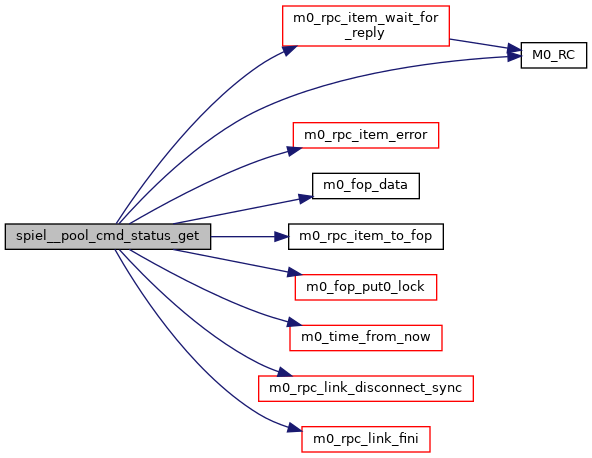 m0_rpc_item_wait_for
_reply
M0_RC
m0_rpc_item_error
m0_fop_data
spiel__pool_cmd_status_get
m0_rpc_item_to_fop
m0_fop_put0_lock
m0_time_from_now
m0_rpc_link_disconnect_sync
m0_rpc_link_fini